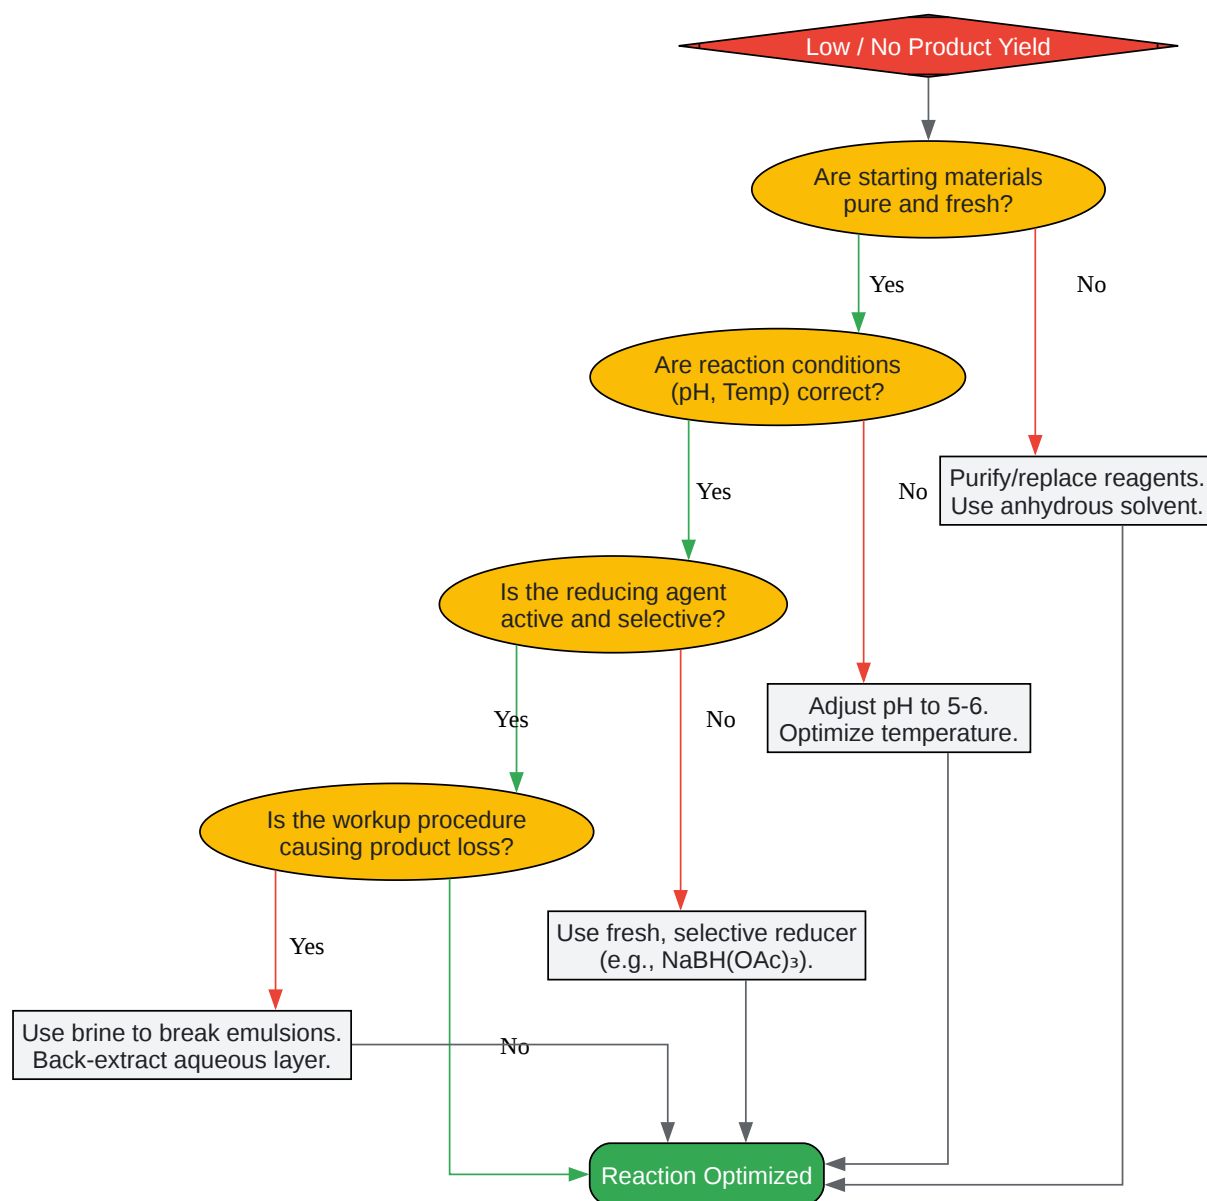 Low / No Product Yield
Are starting materials
pure and fresh?
Yes
No
Are reaction conditions
(pH, Temp) correct?
Yes
No
Purify/replace reagents.
Use anhydrous solvent.
Is the reducing agent
active and selective?
Yes
No
Adjust pH to 5-6.
Optimize temperature.
Is the workup procedure
causing product loss?
Yes
Use fresh, selective reducer
(e.g., NaBH(OAc)₃).
Use brine to break emulsions.
Back-extract aqueous layer.
No
Reaction Optimized